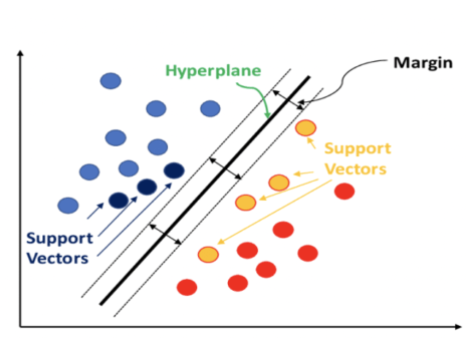 Hyperplane
Margin
Support
Vectors
Support
Vectors